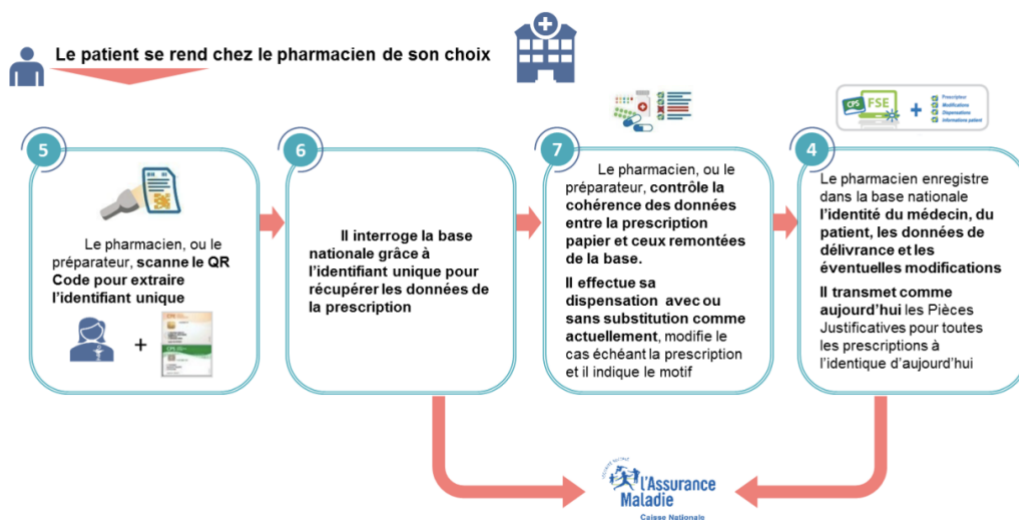 Le patient se rend chez le pharmacien de son choix
5
Le pharmacien, ou le
préparateur, scanne le QR
Code pour extraire
l'identifiant unique
+
6
Il interroge la base
nationale grâce à
l'identifiant unique pour
récupérer les données de
la prescription
7
Le pharmacien, ou le
préparateur, contrôle la
cohérence des données
entre la prescription
papier et ceux remontées
de la base.
Il effectue sa
dispensation avec ou
sans substitution comme
actuellement, modifie le
cas échéant la prescription
et il indique le motif
CPS
FSE
+
Prescripteur
Modifications
Dispensations
Informations patient
4
Le pharmacien enregistre
dans la base nationale
l'identité du médecin, du
patient, les données de
délivrance et les
éventuelles modifications
Il transmet comme
aujourd'hui les Pièces
Justificatives pour toutes
les prescriptions à
l'identique d'aujourd'hui
l'Assurance
Maladie
Caisse Nationale